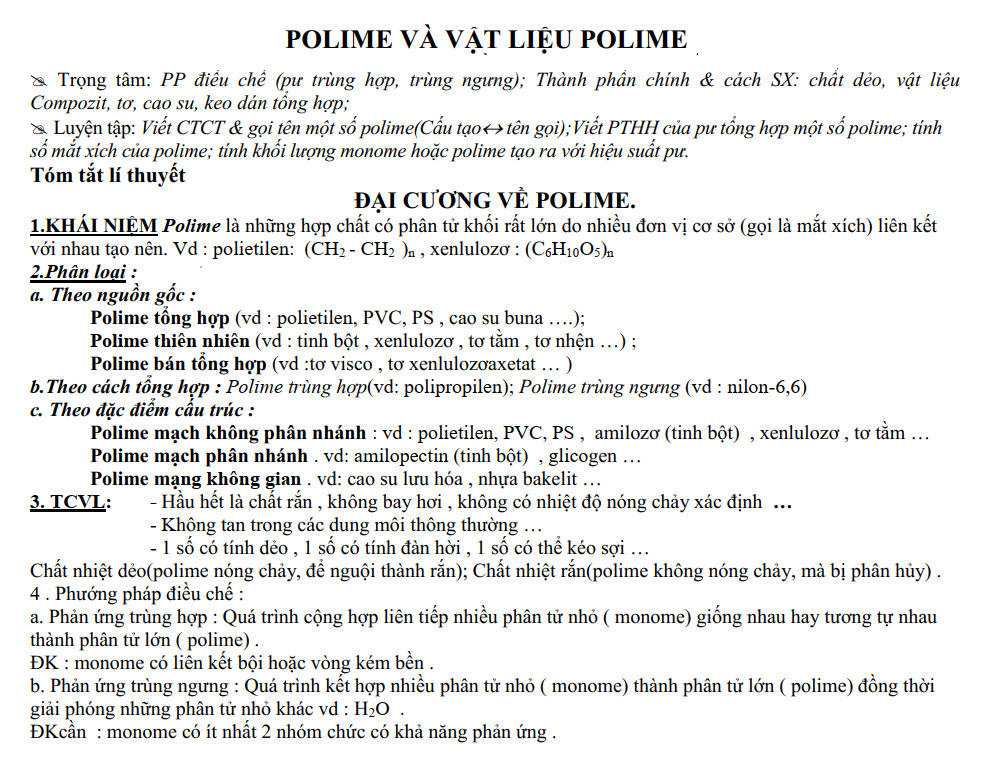 POLIME VÀ VẬT LIỆU POLIME
Trọng tâm: PP điều chế (pư trùng hợp, trùng ngưng); Thành phần chính & cách SX: chất dẻo, vật liệu
Compozit, tơ, cao su, keo dán tổng hợp;
Luyện tập: Viết CTCT & gọi tên một số polime(Cấu tạo↔tên gọi);Viết PTHH của pư tổng hợp một số polime; tính
số mắt xích của polime; tính khối lượng monome hoặc polime tạo ra với hiệu suất pư.
Tóm tắt lí thuyết
ĐẠI CƯƠNG VỀ POLIME.
1.KHÁI NIỆM Polime là những hợp chất có phân tử khối rất lớn do nhiều đơn vị cơ sở (gọi là mắt xích) liên kết
với nhau tạo nên. Vd : polietilen: (CH2 - CH2 )n , xenlulozơ : (C6H10O5)n
2.Phân loại :
a. Theo nguồn gốc :
Polime tổng hợp (vd : polietilen, PVC, PS , cao su buna ….);
Polime thiên nhiên (vd : tinh bột , xenlulozơ , tơ tằm , tơ nhện …) ;
Polime bán tổng hợp (vd :tơ visco , tơ xenlulozơaxetat … )
b.Theo cách tổng hợp : Polime trùng hợp(vd: polipropilen); Polime trùng ngưng (vd : nilon-6,6)
c. Theo đặc điểm cấu trúc :
Polime mạch không phân nhánh : vd : polietilen, PVC, PS , amilozơ (tinh bột) , xenlulozơ , tơ tằm …
Polime mạch phân nhánh . vd: amilopectin (tinh bột) , glicogen …
Polime mạng không gian . vd: cao su lưu hóa , nhựa bakelit …
3. TCVL: - Hầu hết là chất rắn , không bay hơi , không có nhiệt độ nóng chảy xác định …
- Không tan trong các dung môi thông thường …
- 1 số có tính dẻo , 1 số có tính đàn hời , 1 số có thể kéo sợi …
Chất nhiệt dẻo(polime nóng chảy, để nguội thành rắn); Chất nhiệt rắn(polime không nóng chảy, mà bị phân hủy) .
4 . Phướng pháp điều chế :
a. Phản ứng trùng hợp : Quá trình cộng hợp liên tiếp nhiều phân tử nhỏ ( monome) giống nhau hay tương tự nhau
thành phân tử lớn ( polime) .
ĐK : monome có liên kết bội hoặc vòng kém bền .
b. Phản ứng trùng ngưng : Quá trình kết hợp nhiều phân tử nhỏ ( monome) thành phân tử lớn ( polime) đồng thời
giải phóng những phân tử nhỏ khác vd : H2O .
ĐKcần : monome có ít nhất 2 nhóm chức có khả năng phản ứng .